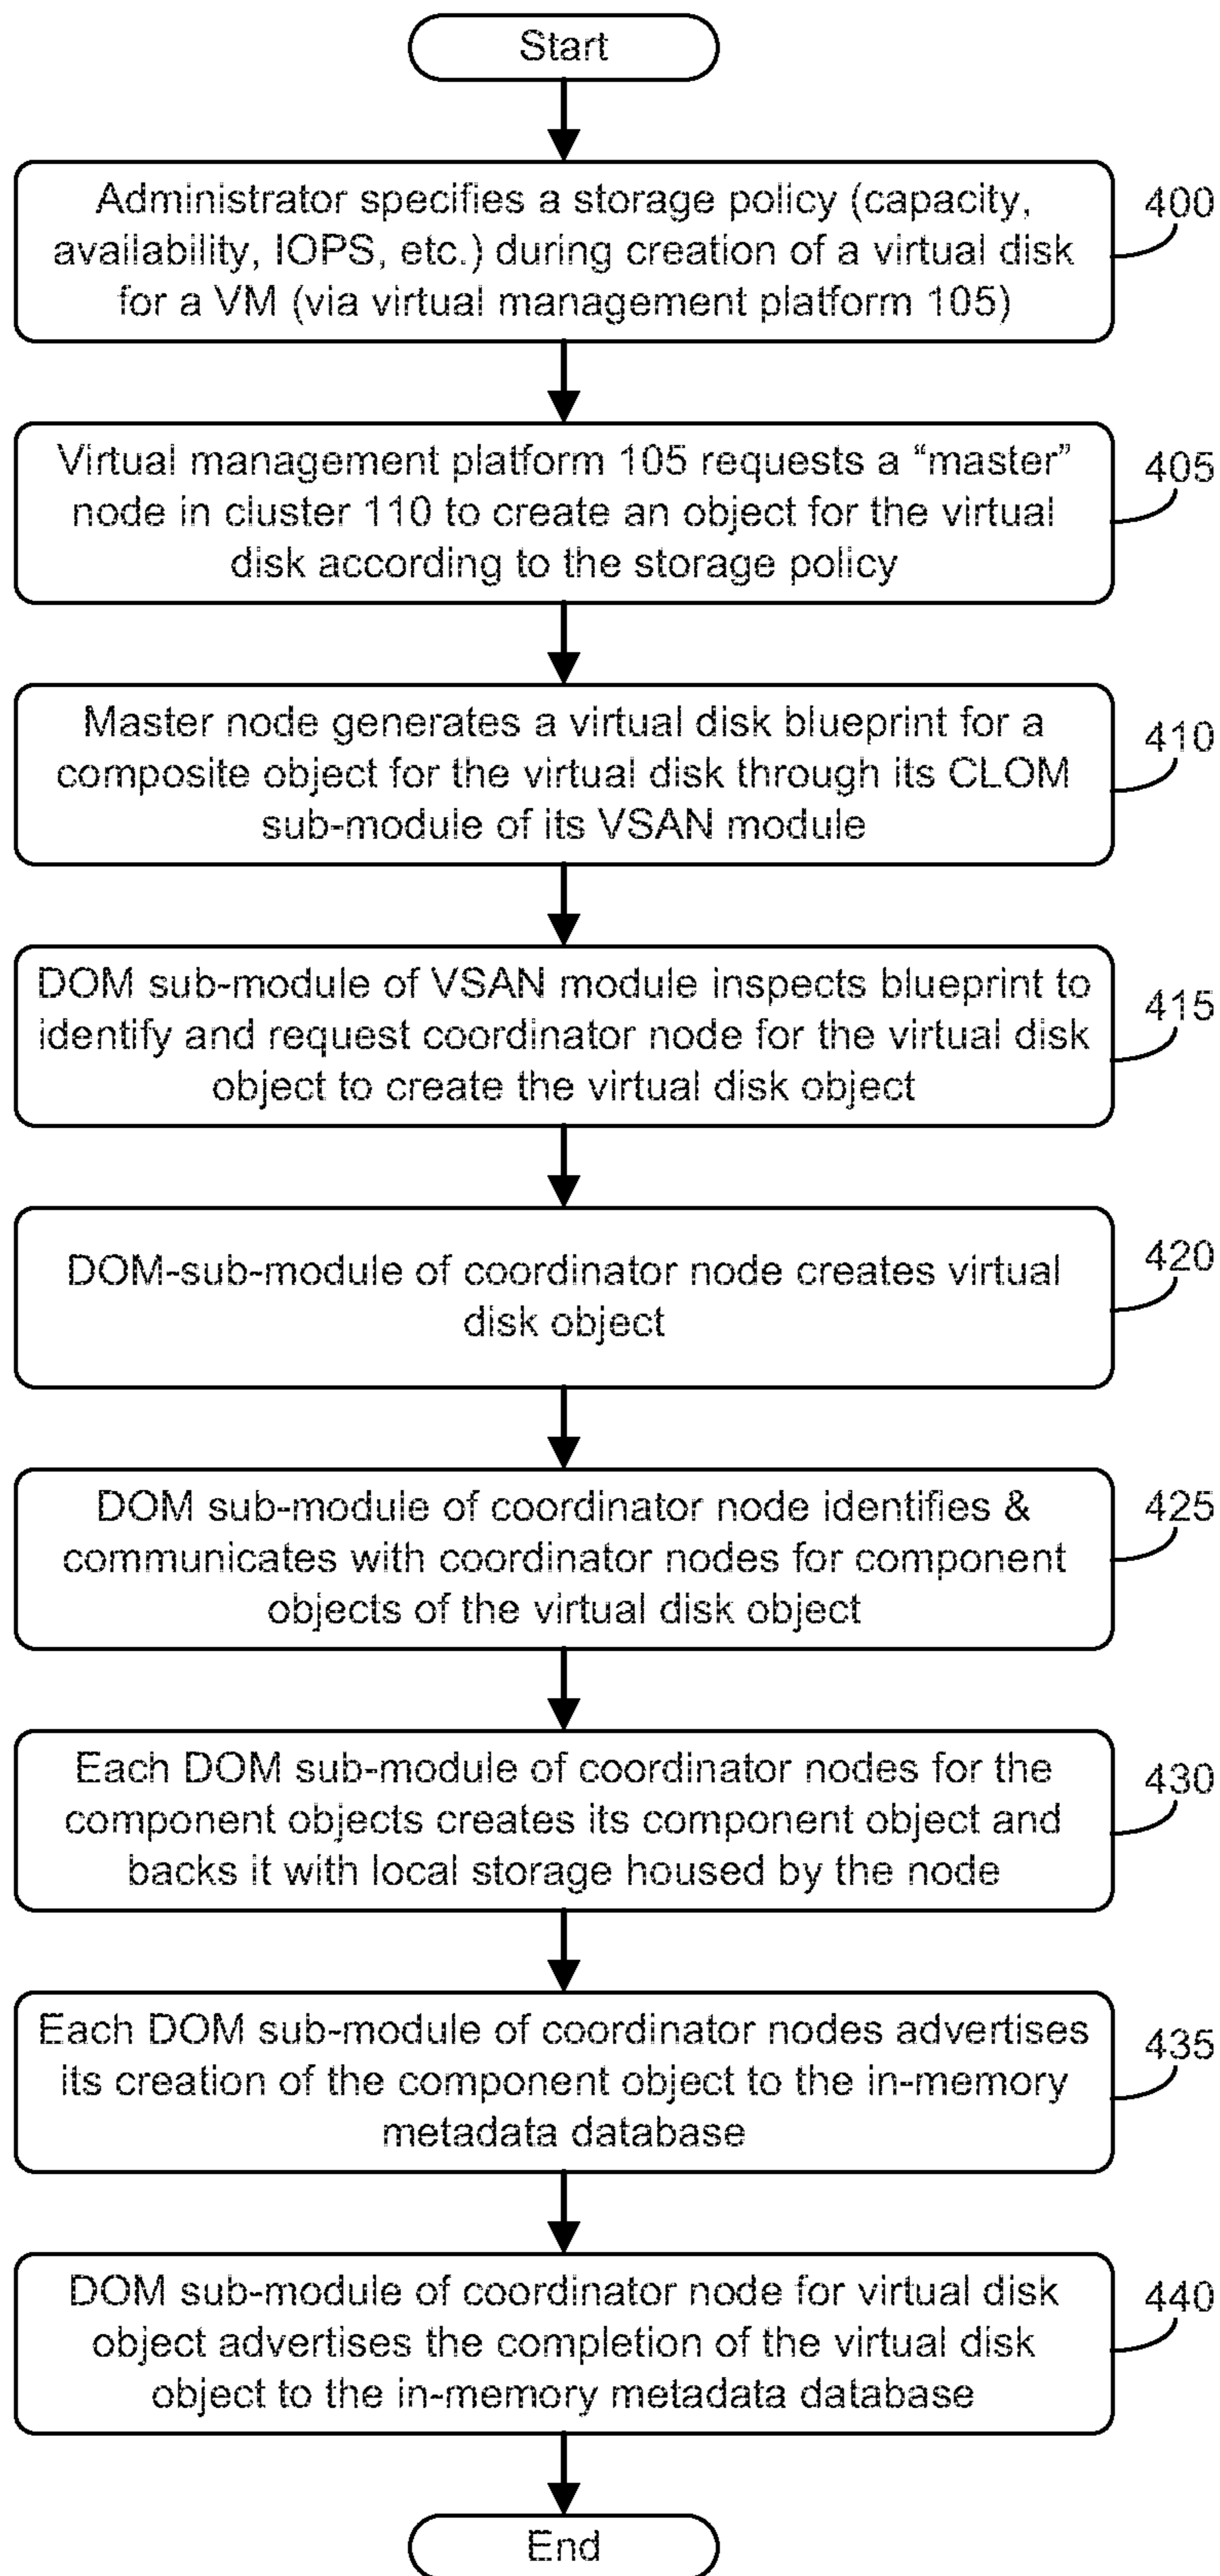 Start
Administrator specifies a storage policy (capacity,
availability, IOPS, etc.) during creation of a virtual disk
for a VM (via virtual management platform 105)
400
Virtual management platform 105 requests a “master”
node in cluster 110 to create an object for the virtual
disk according to the storage policy
405
Master node generates a virtual disk blueprint for a
composite object for the virtual disk through its CLOM
sub-module of its VSAN module
410
DOM sub-module of VSAN module inspects blueprint to
identify and request coordinator node for the virtual disk
object to create the virtual disk object
415
DOM-sub-module of coordinator node creates virtual
disk object
420
DOM sub-module of coordinator node identifies &
communicates with coordinator nodes for component
objects of the virtual disk object
425
Each DOM sub-module of coordinator nodes for the
component objects creates its component object and
backs it with local storage housed by the node
430
Each DOM sub-module of coordinator nodes advertises
its creation of the component object to the in-memory
metadata database
435
DOM sub-module of coordinator node for virtual disk
object advertises the completion of the virtual disk
object to the in-memory metadata database
440
End